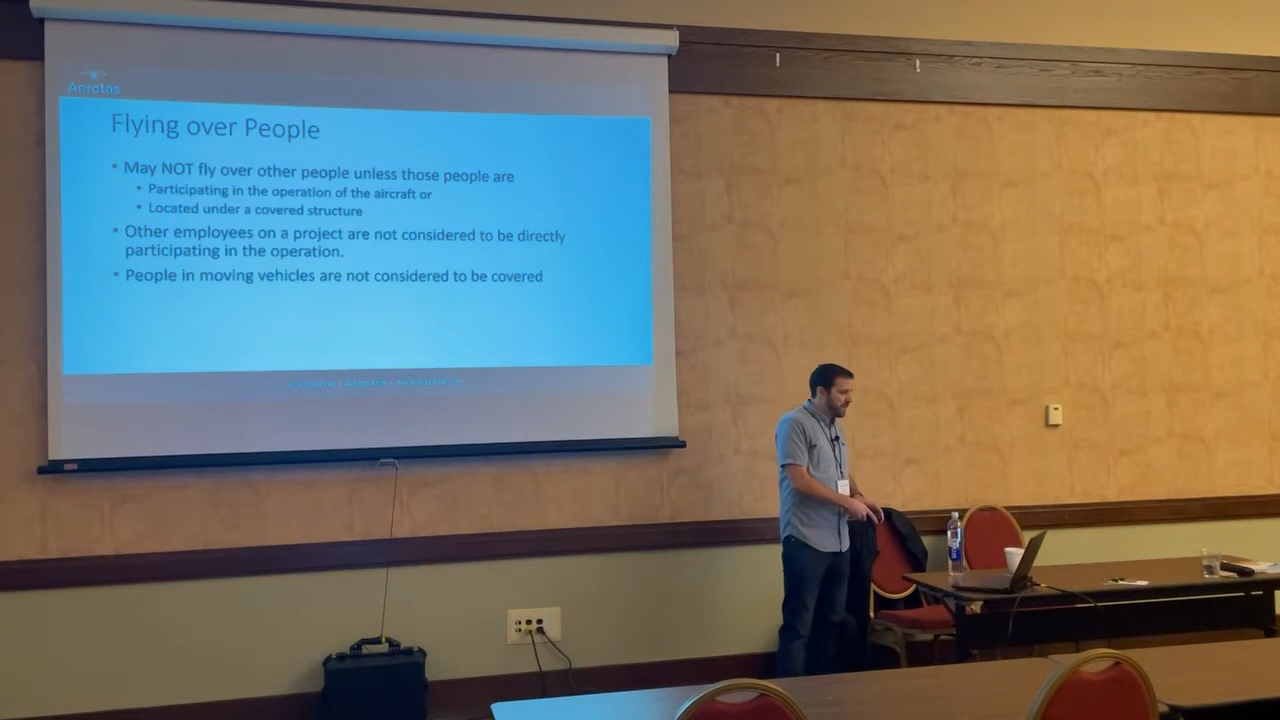 Aerotas
Flying over People
• May NOT fly over other people unless those people are
• Participating in the operation of the aircraft or
• Located under a covered structure
• Other employees on a project are not considered to be directly
participating in the operation.
• People in moving vehicles are not considered to be covered